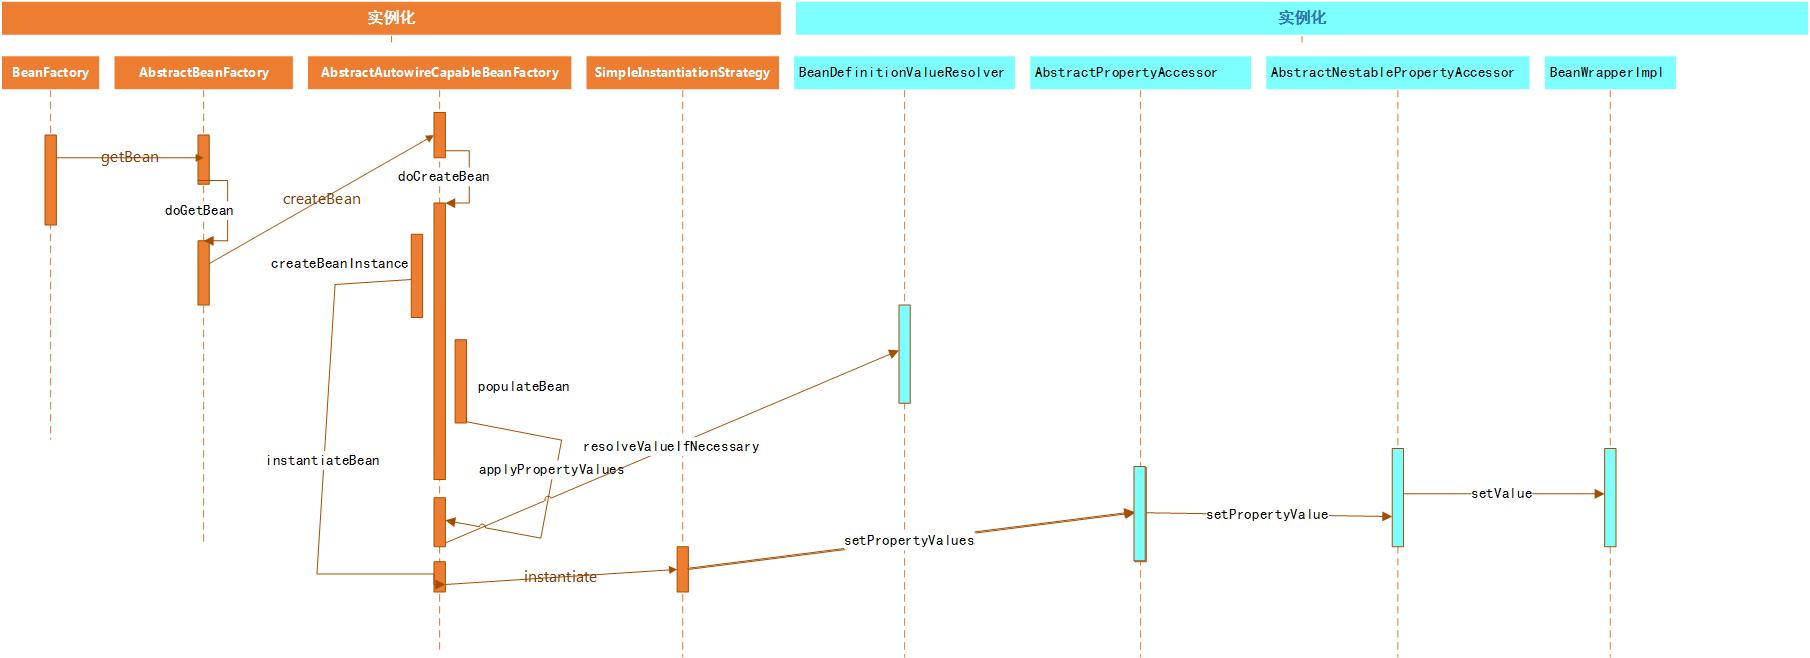 实例化
实例化
BeanFactory
AbstractBeanFactory
AbstractAutowireCapableBeanFactory
SimpleInstantiationStrategy
BeanDefinitionValueResolver
AbstractPropertyAccessor
AbstractNestablePropertyAccessor
BeanWrapperImpl
getBean
doGetBean
createBean
doCreateBean
createBeanInstance
populateBean
resolveValueIfNecessary
instantiateBean
applyPropertyValues
setValue
setPropertyValue
setPropertyValues
instantiate